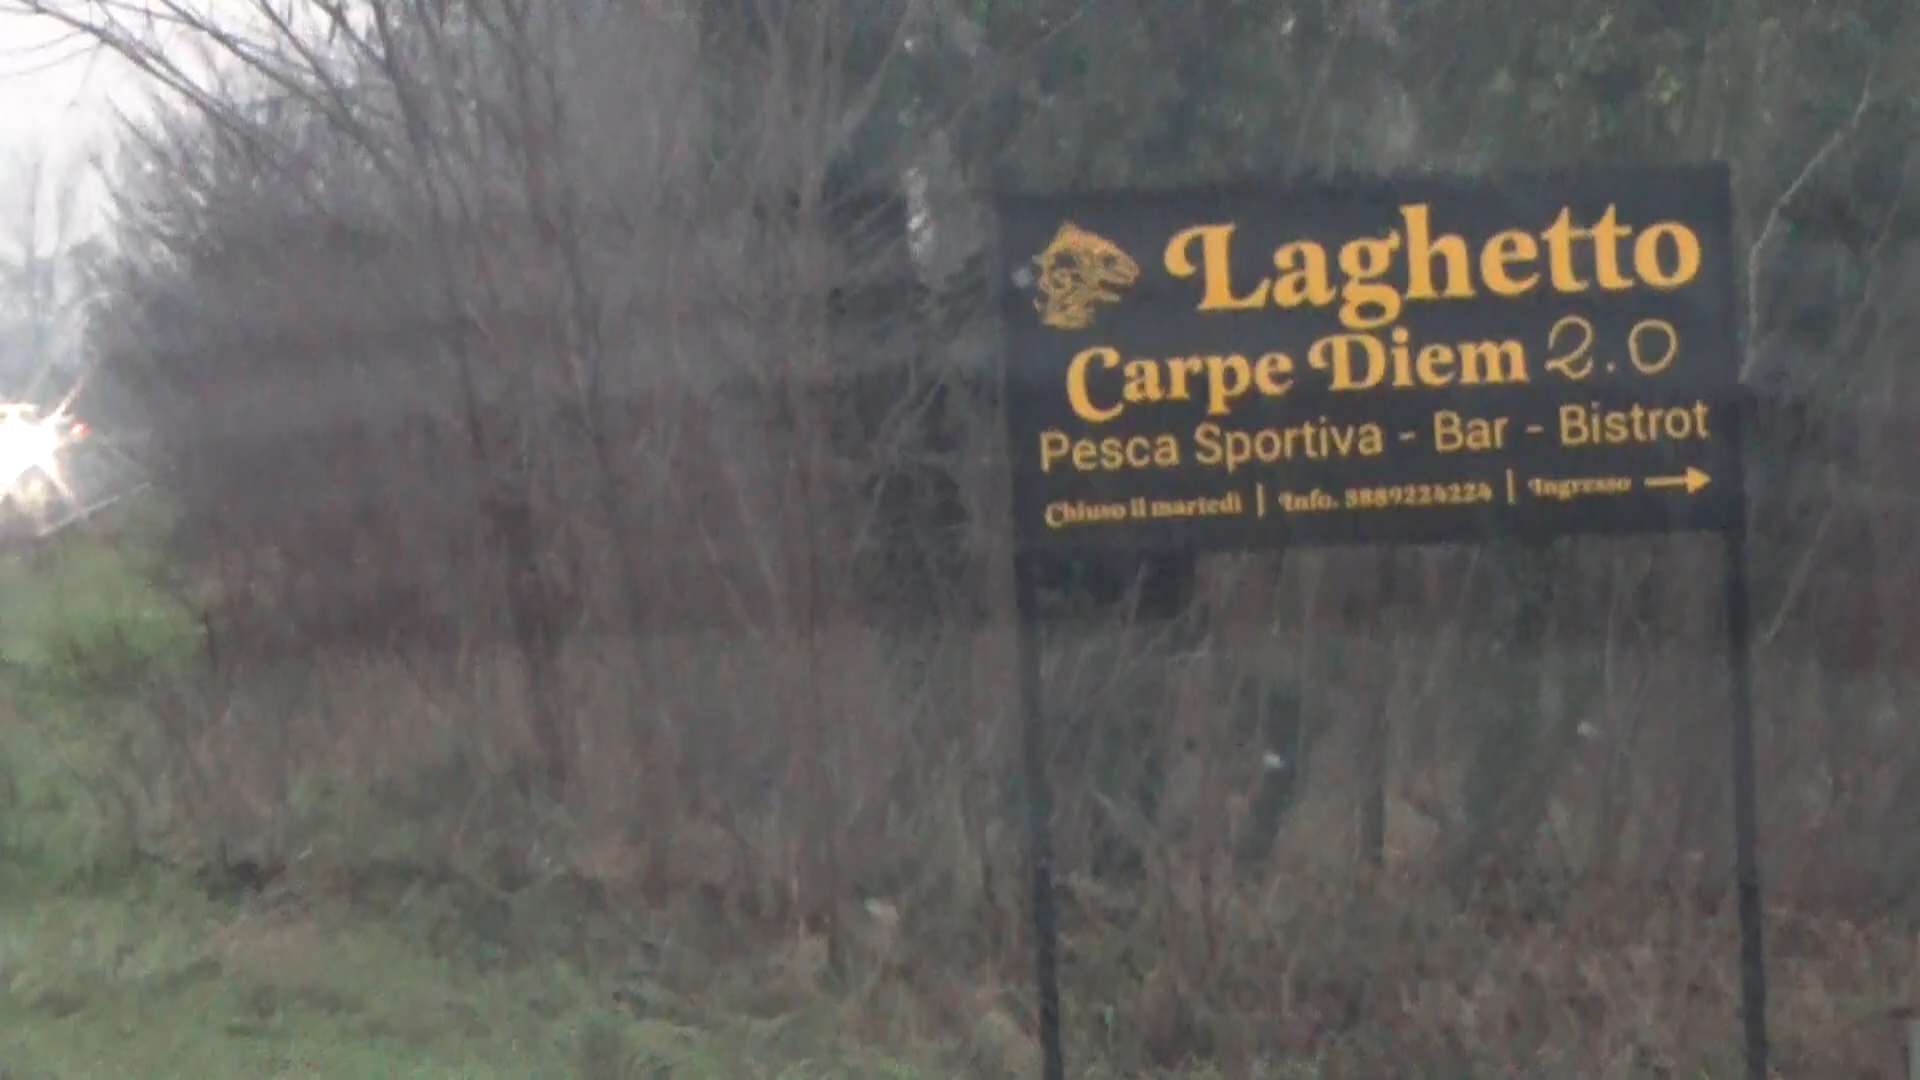 Laghetto
Carpe Diem 2.0
Pesca Sportiva - Bar - Bistrot
Chiuso il martedì | Info. 3889224224 | Ingresso